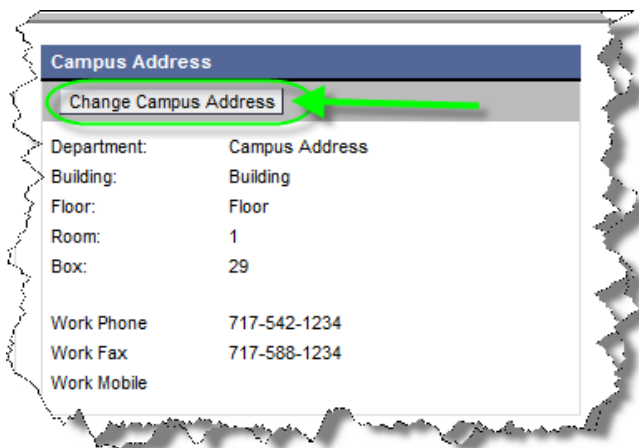 Campus Address
Change Campus Address
Department: Campus Address
Building: Building
Floor: Floor
Room: 1
Box: 29
Work Phone 717-542-1234
Work Fax 717-588-1234
Work Mobile